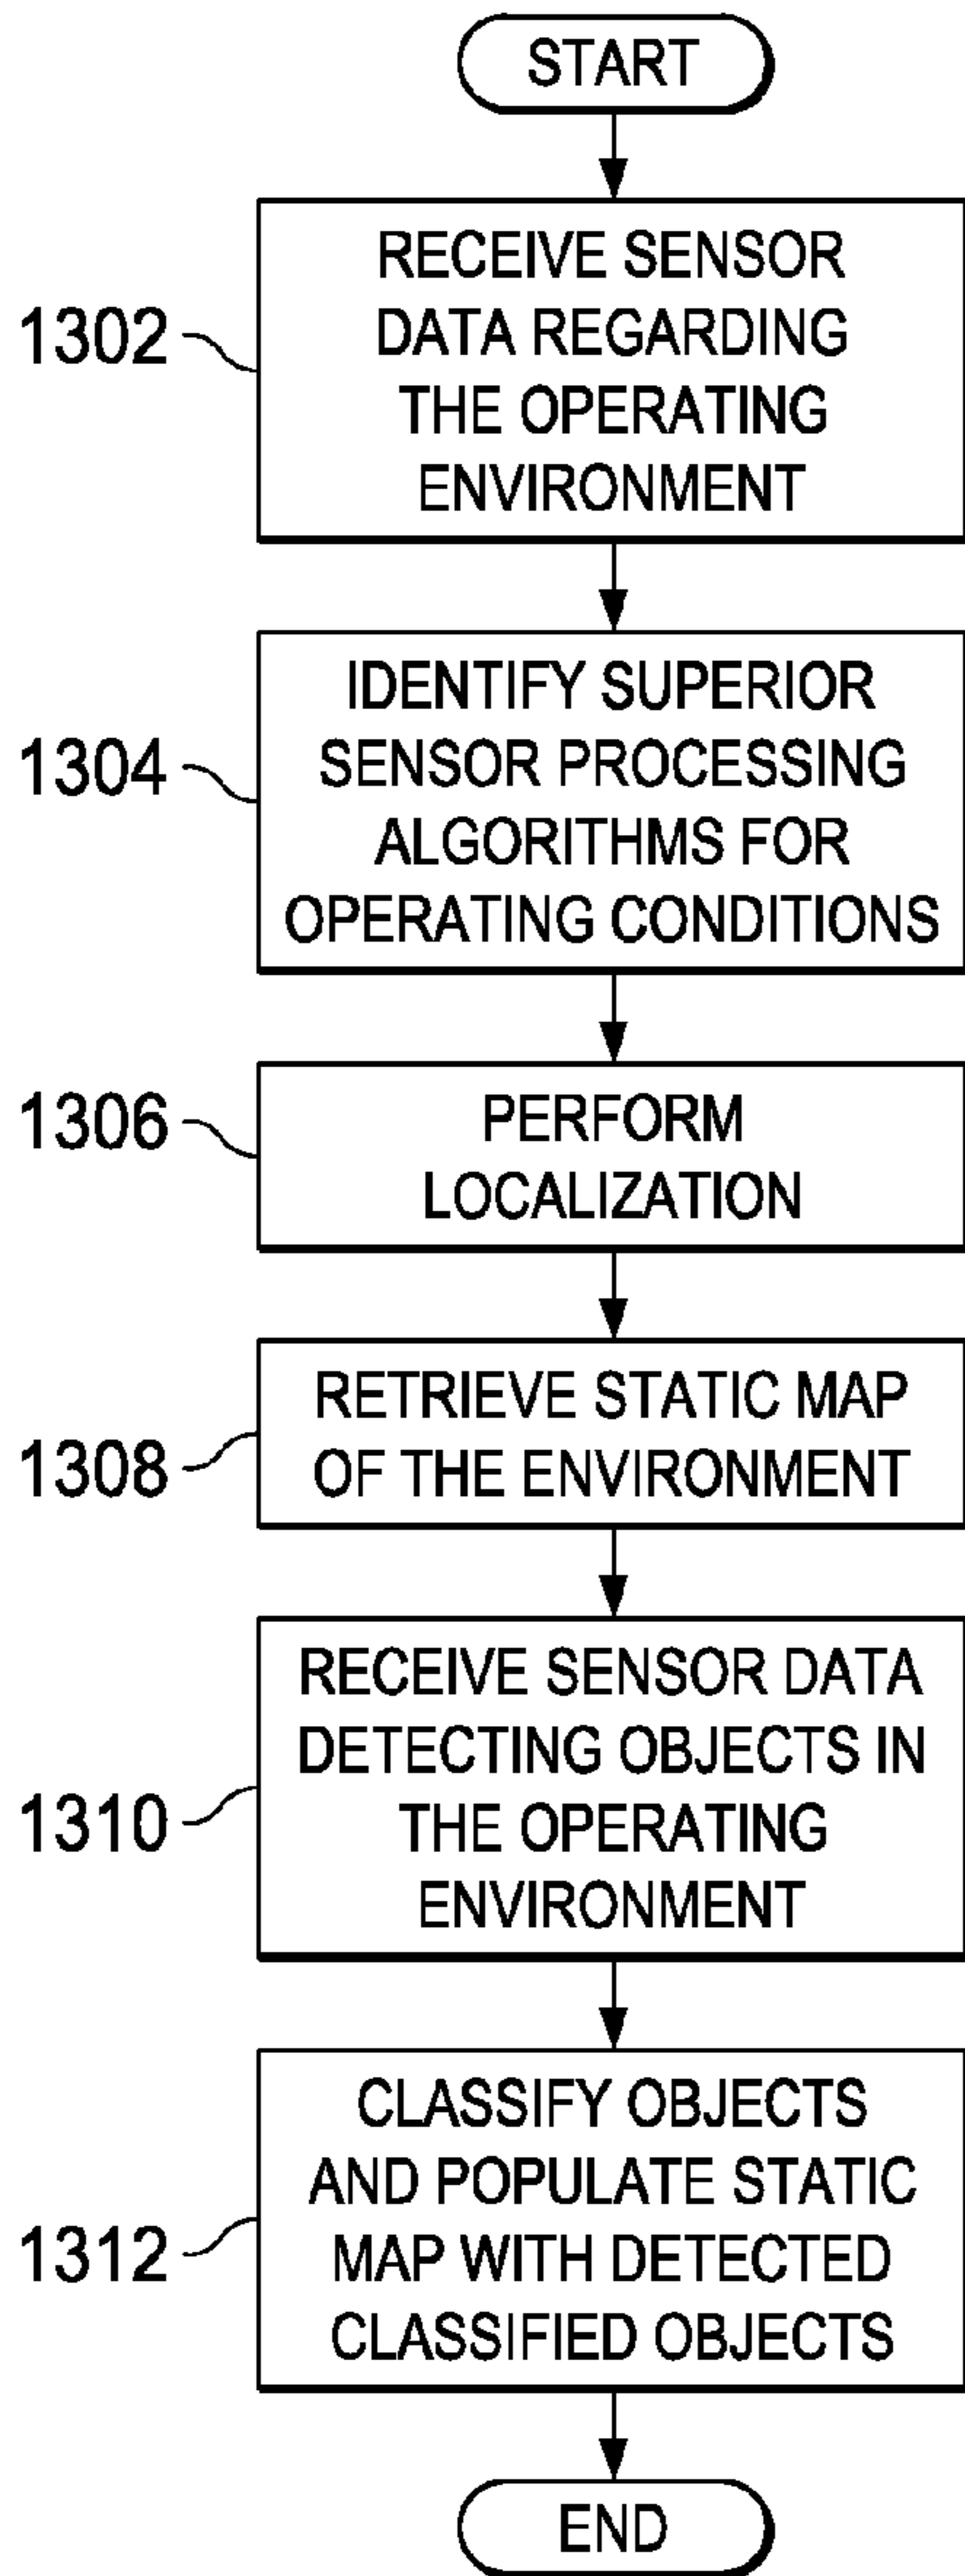 START
1302
RECEIVE SENSOR
DATA REGARDING
THE OPERATING
ENVIRONMENT
1304
IDENTIFY SUPERIOR
SENSOR PROCESSING
ALGORITHMS FOR
OPERATING CONDITIONS
1306
PERFORM
LOCALIZATION
1308
RETRIEVE STATIC MAP
OF THE ENVIRONMENT
1310
RECEIVE SENSOR DATA
DETECTING OBJECTS IN
THE OPERATING
ENVIRONMENT
1312
CLASSIFY OBJECTS
AND POPULATE STATIC
MAP WITH DETECTED
CLASSIFIED OBJECTS
END